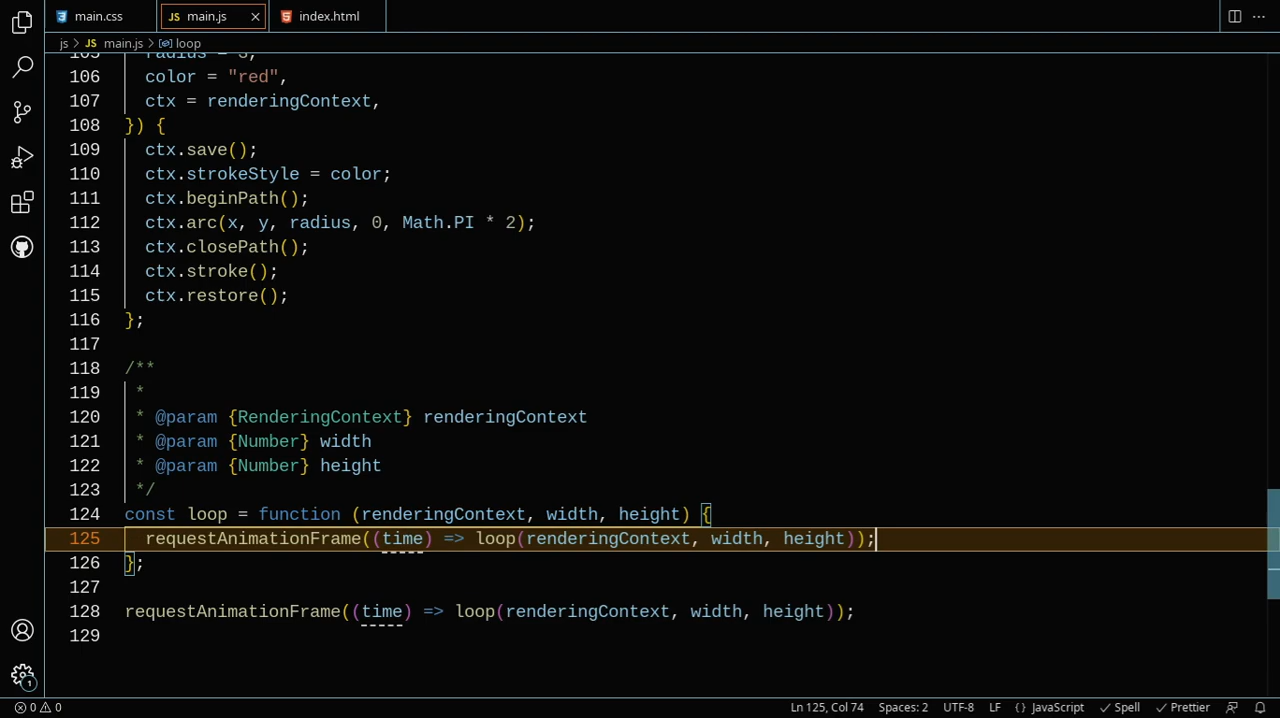 main.css
JS main.js
index.html
js > JS main.js > loop
105 radius = 3,
106 color = "red",
107 ctx = renderingContext,
108 }) {
109 ctx.save();
110 ctx.strokeStyle = color;
111 ctx.beginPath();
112 ctx.arc(x, y, radius, 0, Math.PI * 2);
113 ctx.closePath();
114 ctx.stroke();
115 ctx.restore();
116 };
117
118 /**
119 *
120 * @param {RenderingContext} renderingContext
121 * @param {Number} width
122 * @param {Number} height
123 */
124 const loop = function (renderingContext, width, height) {
125 requestAnimationFrame((time) => loop(renderingContext, width, height));
126 };
127
128 requestAnimationFrame((time) => loop(renderingContext, width, height));
129
1
0 0 Ln 125, Col 74 Spaces: 2 UTF-8 LF {} JavaScript Spell Prettier